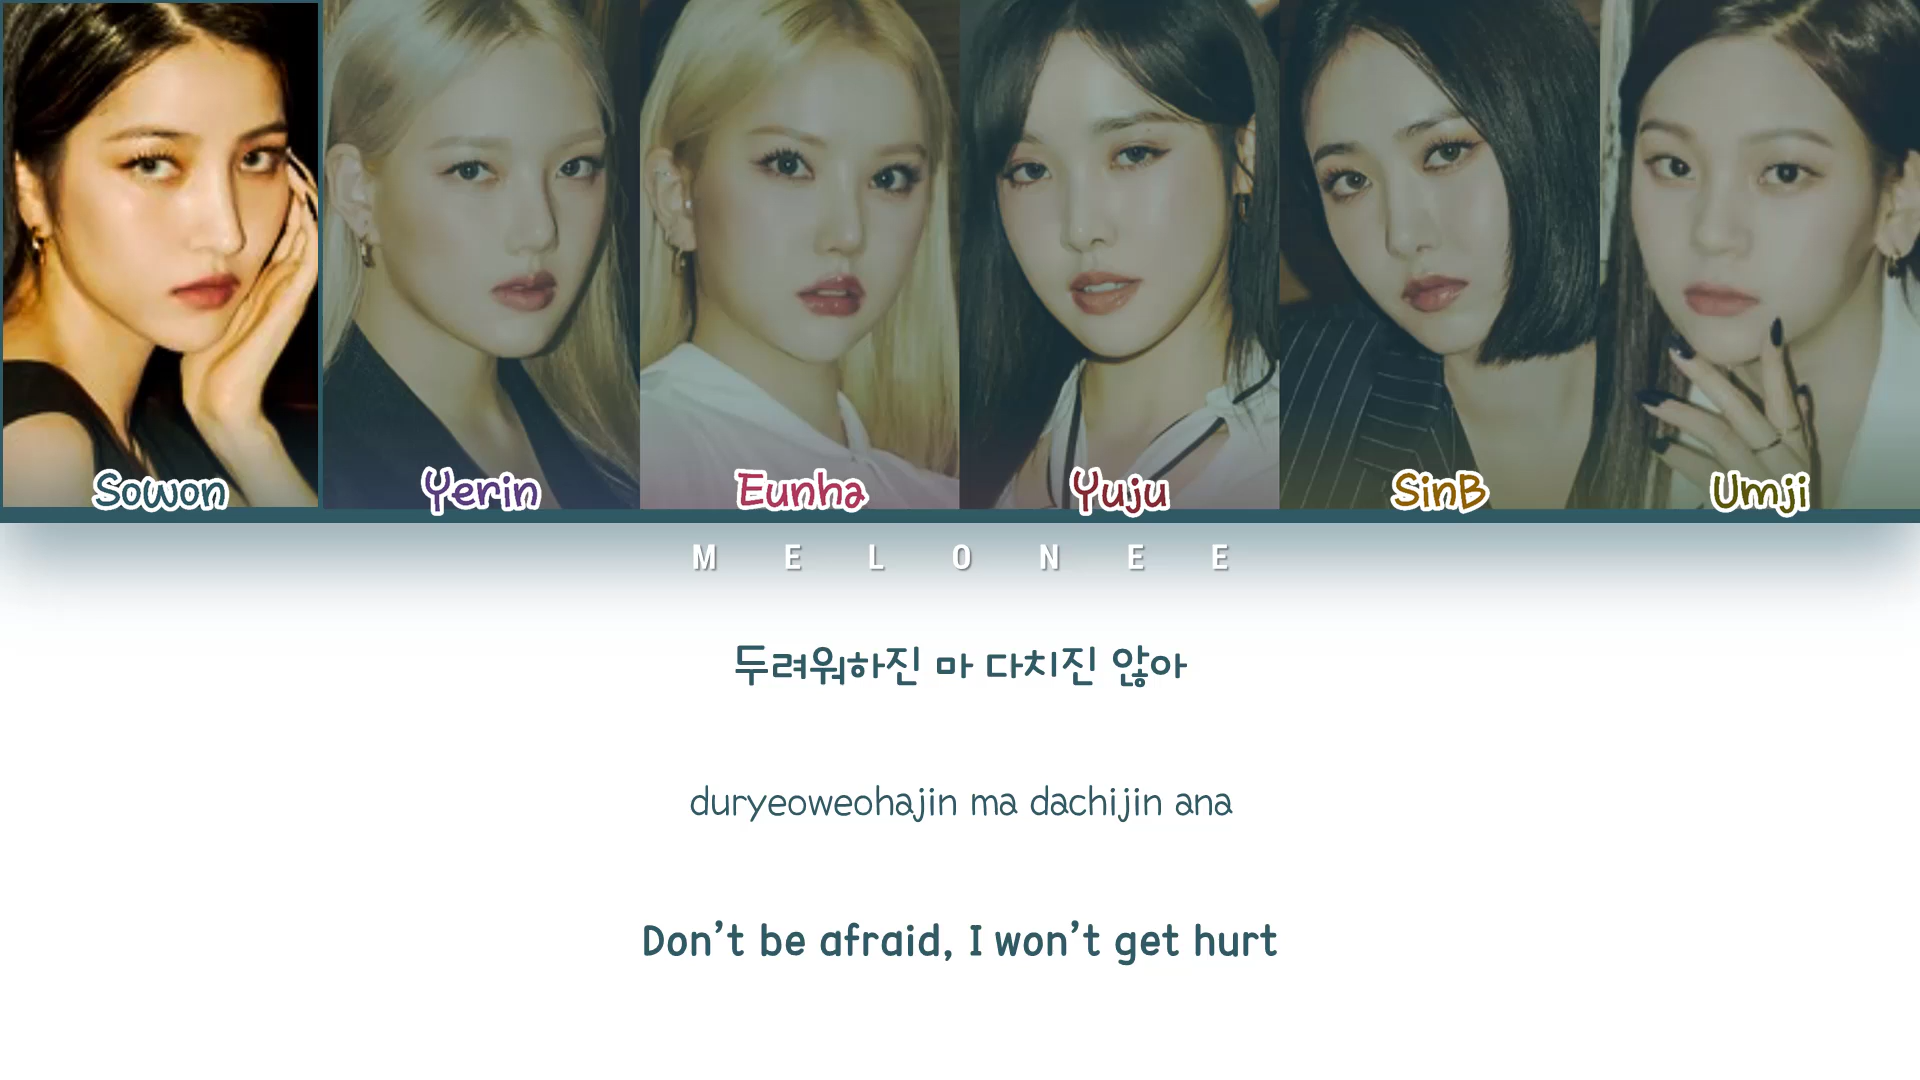 Sowon Yerin Eunha Yuju SinB Umji
MELONEE
두려워하진 마 다치진 않아
duryeoweohajin ma dachijin ana
Don’t be afraid, I won’t get hurt